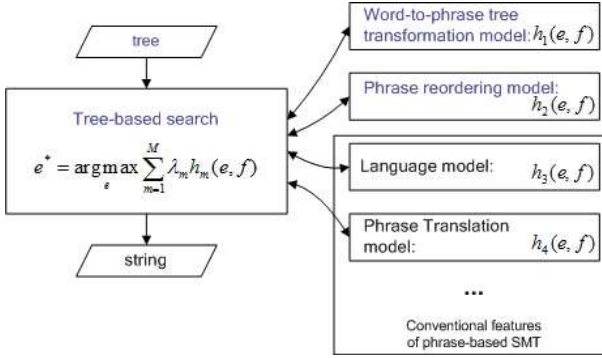 tree
Tree-based search
e* = argmax_e ∑_{m=1}^{M} λ_m h_m(e, f)
string
Word-to-phrase tree
transformation model: h₁(e, f)
Phrase reordering model:
h₂(e, f)
Language model: h₃(e, f)
Phrase Translation
model: h₄(e, f)
...
Conventional features
of phrase-based SMT